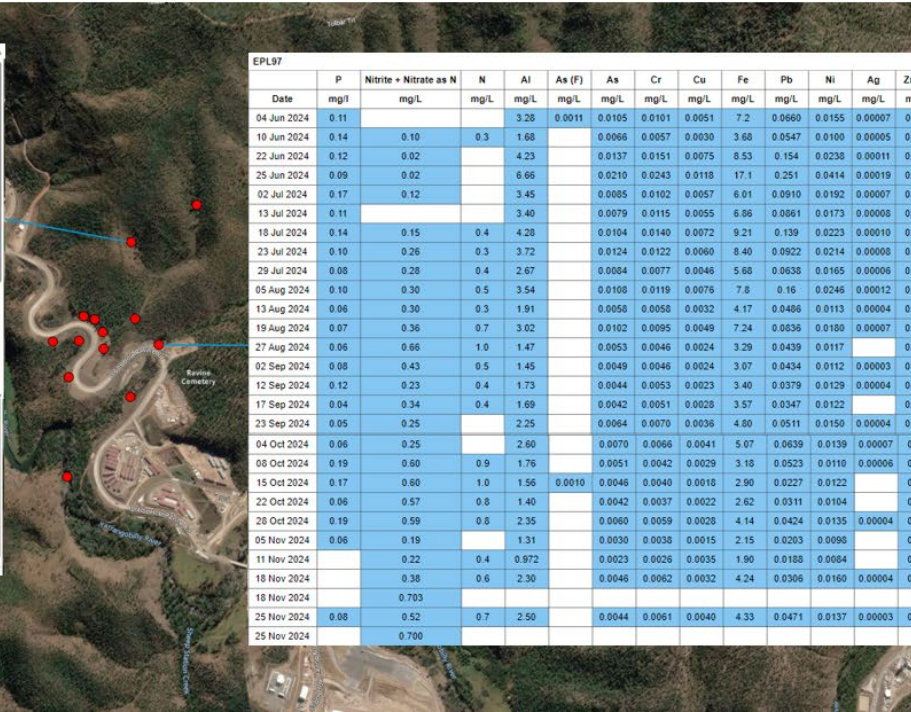 Tolbar Trl
EPL97
P Nitrite + Nitrate as N N Al As (F) As Cr Cu Fe Pb Ni Ag
Date mg/l mg/L mg/L mg/L mg/L mg/L mg/L mg/L mg/L mg/L mg/L mg/L
04 Jun 2024 0.11 3.28 0.0011 0.0105 0.0101 0.0051 7.2 0.0660 0.0155 0.00007
10 Jun 2024 0.14 0.10 0.3 1.68 0.0066 0.0057 0.0030 3.68 0.0547 0.0100 0.00005
22 Jun 2024 0.12 0.02 4.23 0.0137 0.0151 0.0075 8.53 0.154 0.0238 0.00011
25 Jun 2024 0.09 0.02 6.66 0.0210 0.0243 0.0118 17.1 0.251 0.0414 0.00019
02 Jul 2024 0.17 0.12 3.45 0.0085 0.0102 0.0057 6.01 0.0910 0.0192 0.00007
13 Jul 2024 0.11 3.40 0.0079 0.0115 0.0055 6.86 0.0861 0.0173 0.00008
18 Jul 2024 0.14 0.15 0.4 4.28 0.0104 0.0140 0.0072 9.21 0.139 0.0223 0.00010
23 Jul 2024 0.10 0.26 0.3 3.72 0.0124 0.0122 0.0060 8.40 0.0922 0.0214 0.00008
29 Jul 2024 0.08 0.28 0.4 2.67 0.0084 0.0077 0.0046 5.68 0.0638 0.0165 0.00006
05 Aug 2024 0.10 0.30 0.5 3.54 0.0108 0.0119 0.0076 7.8 0.16 0.0246 0.00012
13 Aug 2024 0.06 0.30 0.3 1.91 0.0058 0.0058 0.0032 4.17 0.0486 0.0113 0.00004
19 Aug 2024 0.07 0.36 0.7 3.02 0.0102 0.0095 0.0049 7.24 0.0836 0.0180 0.00007
27 Aug 2024 0.06 0.66 1.0 1.47 0.0053 0.0046 0.0024 3.29 0.0439 0.0117
02 Sep 2024 0.08 0.43 0.5 1.45 0.0049 0.0046 0.0024 3.07 0.0434 0.0112 0.00003
12 Sep 2024 0.12 0.23 0.4 1.73 0.0044 0.0053 0.0023 3.40 0.0379 0.0129 0.00004
17 Sep 2024 0.04 0.34 0.4 1.69 0.0042 0.0051 0.0028 3.57 0.0347 0.0122
23 Sep 2024 0.05 0.25 2.25 0.0064 0.0070 0.0036 4.80 0.0511 0.0150 0.00004
04 Oct 2024 0.06 0.25 2.60 0.0070 0.0066 0.0041 5.07 0.0639 0.0139 0.00007
08 Oct 2024 0.19 0.60 0.9 1.76 0.0051 0.0042 0.0029 3.18 0.0523 0.0110 0.00006
15 Oct 2024 0.17 0.60 1.0 1.56 0.0010 0.0046 0.0040 0.0018 2.90 0.0227 0.0122
22 Oct 2024 0.06 0.57 0.8 1.40 0.0042 0.0037 0.0022 2.62 0.0311 0.0104
28 Oct 2024 0.19 0.59 0.8 2.35 0.0060 0.0059 0.0028 4.14 0.0424 0.0135 0.00004
05 Nov 2024 0.06 0.19 1.31 0.0030 0.0038 0.0015 2.15 0.0203 0.0098
11 Nov 2024 0.22 0.4 0.972 0.0023 0.0026 0.0035 1.90 0.0188 0.0084
18 Nov 2024 0.38 0.6 2.30 0.0046 0.0062 0.0032 4.24 0.0306 0.0160 0.00004
18 Nov 2024 0.703
25 Nov 2024 0.08 0.52 0.7 2.50 0.0044 0.0061 0.0040 4.33 0.0471 0.0137 0.00003
25 Nov 2024 0.700
Ravine
Cemetery
Yarrangobilly River
Sheep Station Creek